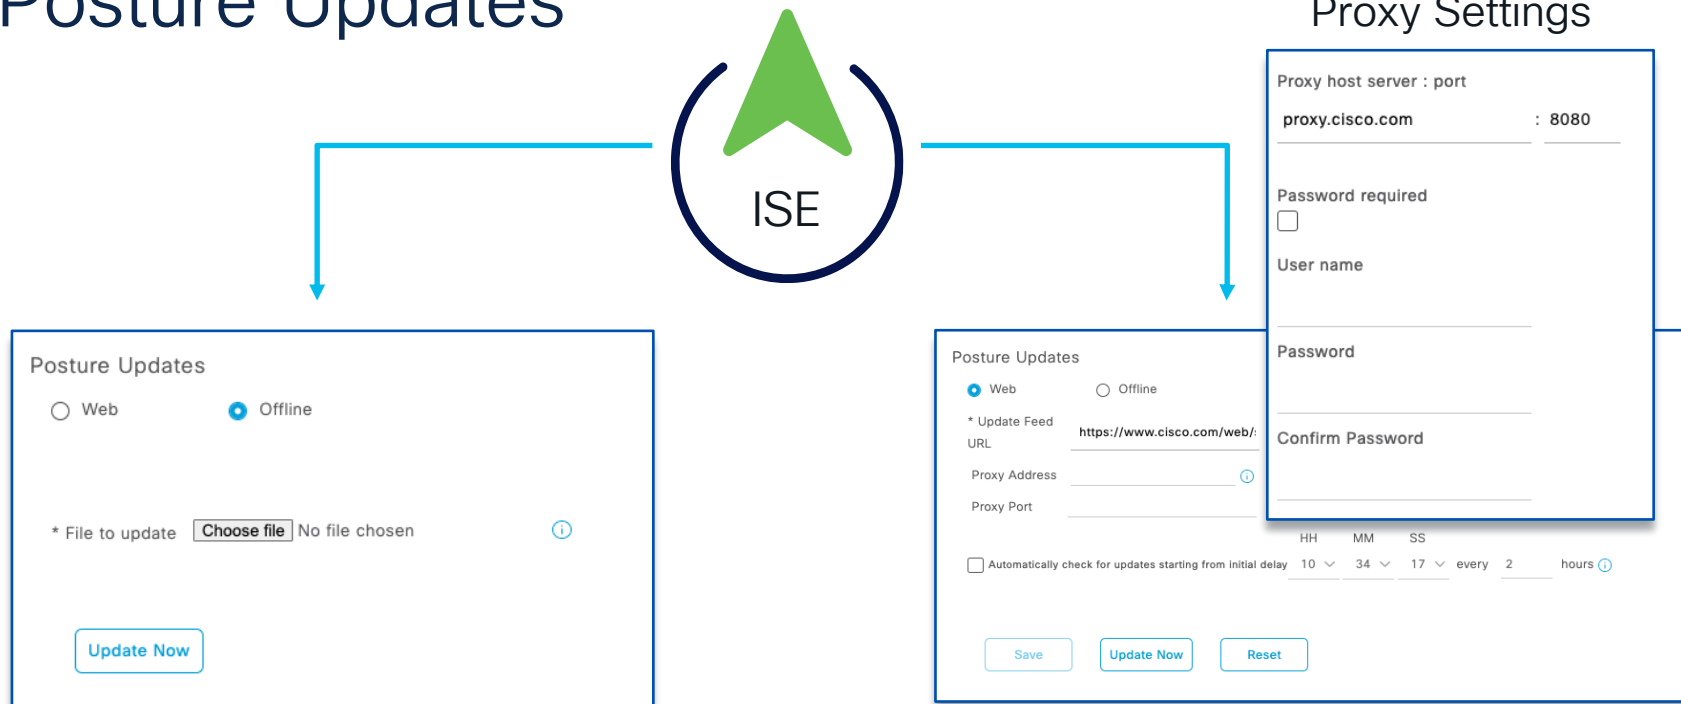 Posture Updates
Proxy Settings
ISE
Proxy host server : port
proxy.cisco.com : 8080
Password required
User name
Password
Confirm Password
Posture Updates
Web Offline
* File to update Choose file No file chosen
Update Now
Posture Updates
Web Offline
* Update Feed
URL
https://www.cisco.com/web/
Proxy Address
Proxy Port
HH MM SS
Automatically check for updates starting from initial delay 10 34 17 every 2 hours
Save Update Now Reset